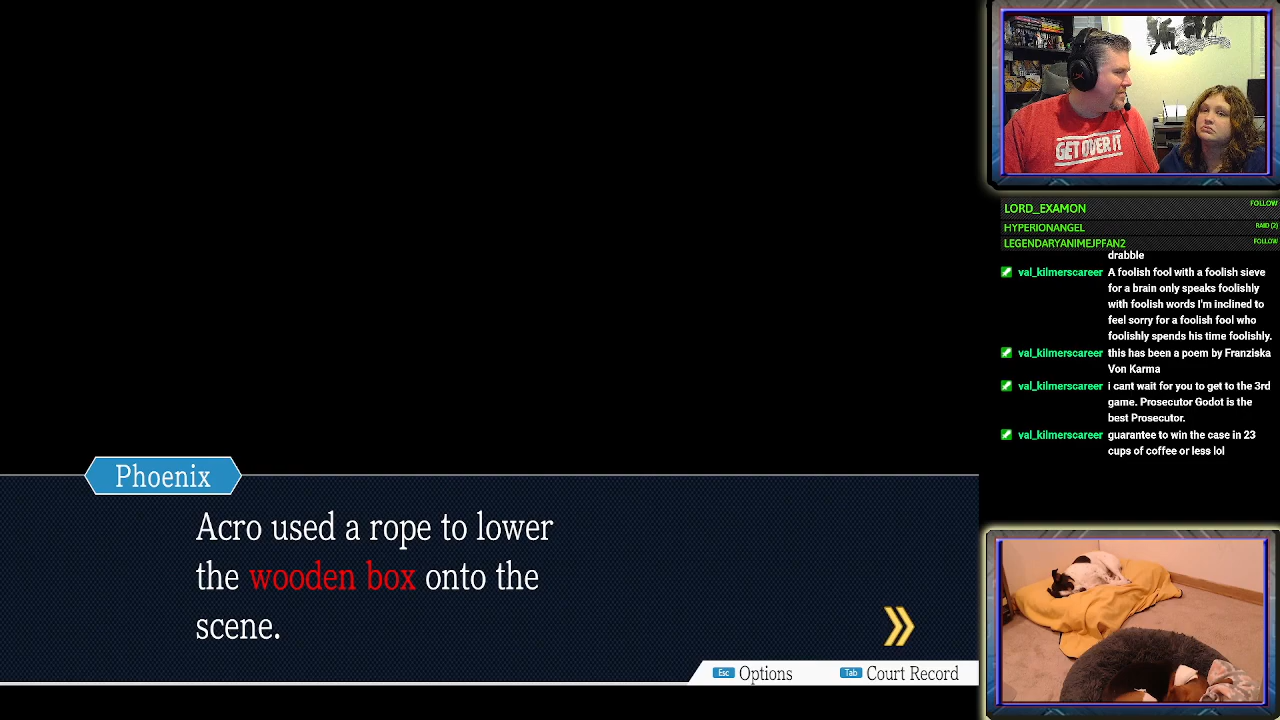 GET OVER IT
LORD_EXAMON FOLLOW
HYPERIONANGEL RAID (2)
LEGENDARYANIMEJPFAN2 FOLLOW
drabble
val_kilmerscareer A foolish fool with a foolish sieve
for a brain only speaks foolishly
with foolish words I'm inclined to
feel sorry for a foolish fool who
foolishly spends his time foolishly.
val_kilmerscareer this has been a poem by Franziska
Von Karma
val_kilmerscareer i cant wait for you to get to the 3rd
game. Prosecutor Godot is the
best Prosecutor.
val_kilmerscareer guarantee to win the case in 23
cups of coffee or less lol
Phoenix
Acro used a rope to lower
the wooden box onto the
scene.
Esc Options Tab Court Record